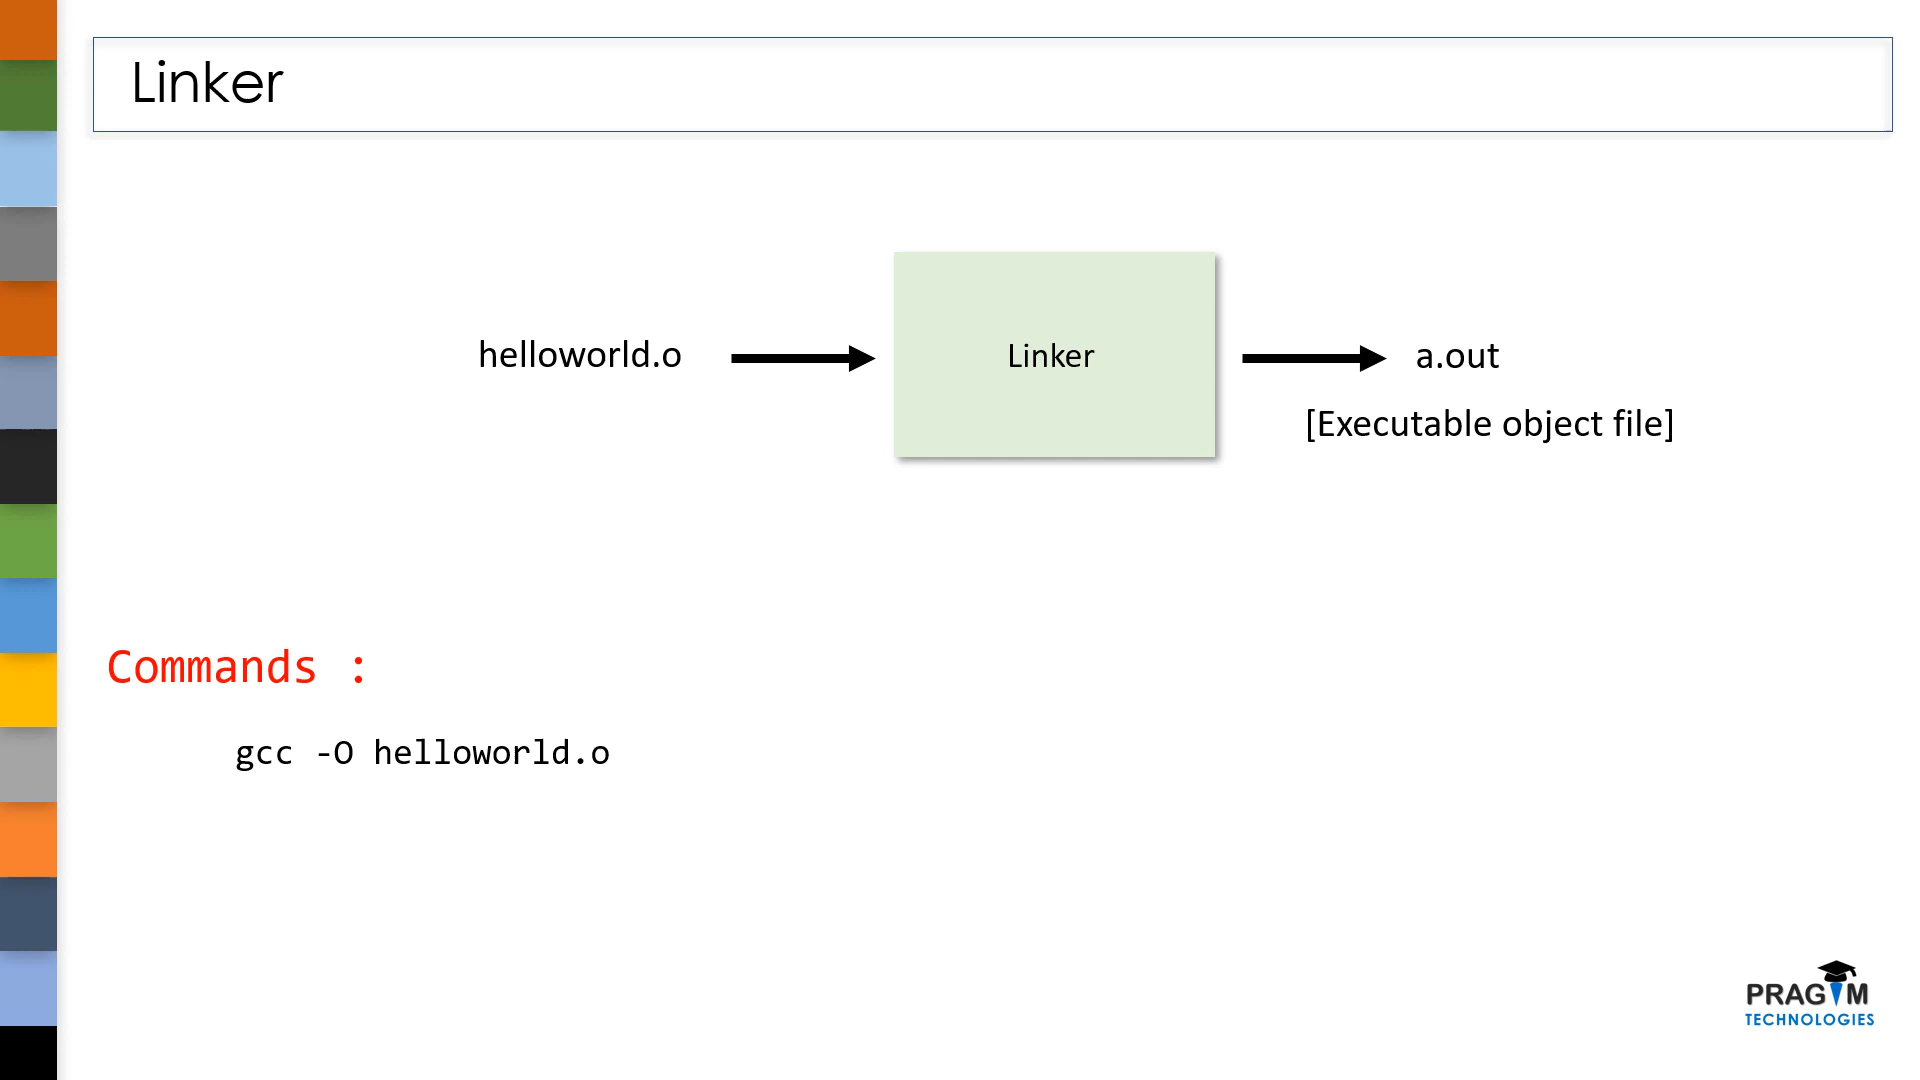 Linker
helloworld.o
Linker
a.out
[Executable object file]
Commands :
gcc -O helloworld.o
PRAGIM
TECHNOLOGIES